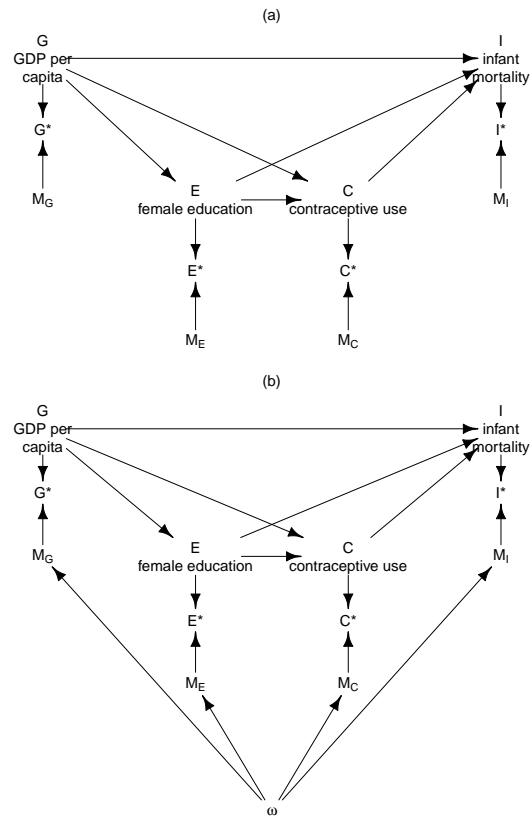 (a)
G
GDP per
capita
I
infant
mortality
G*
I*
M_G
M_I
E
female education
C
contraceptive use
E*
C*
M_E
M_C
(b)
G
GDP per
capita
I
infant
mortality
G*
I*
E
female education
C
contraceptive use
M_G
M_I
E*
C*
M_E
M_C
ω